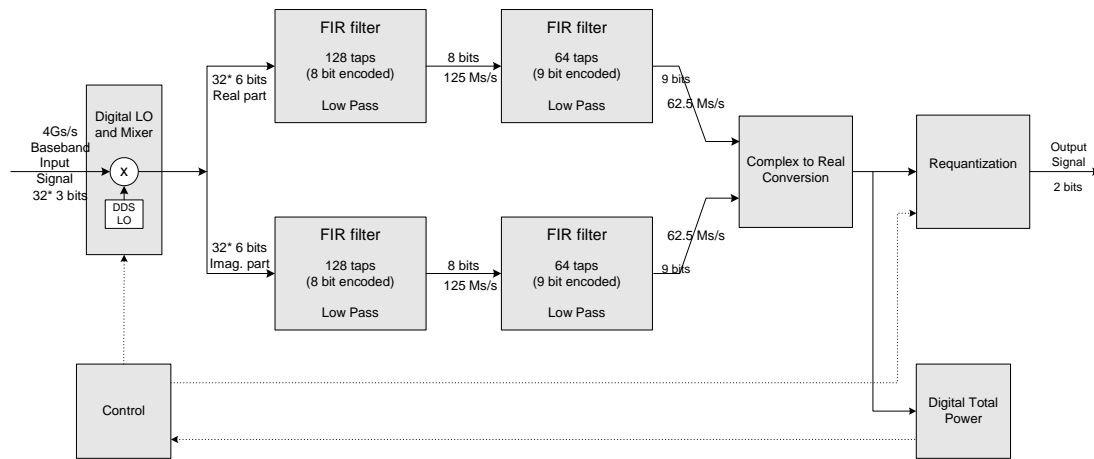 4Gs/s
Baseband
Input
Signal
32* 3 bits
Digital LO
and Mixer
X
DDS
LO
32* 6 bits
Real part
FIR filter
128 taps
(8 bit encoded)
Low Pass
8 bits
125 Ms/s
FIR filter
64 taps
(9 bit encoded)
Low Pass
9 bits
62.5 Ms/s
32* 6 bits
Imag. part
FIR filter
128 taps
(8 bit encoded)
Low Pass
8 bits
125 Ms/s
FIR filter
64 taps
(9 bit encoded)
Low Pass
62.5 Ms/s
9 bits
Complex to Real
Conversion
Requantization
Output
Signal
2 bits
Control
Digital Total
Power